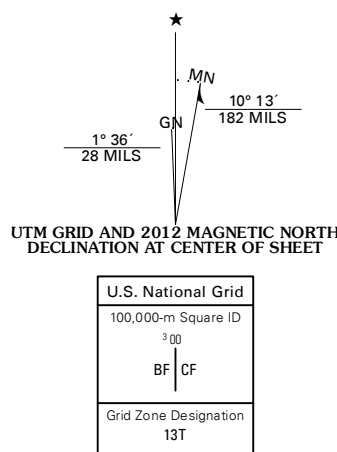 ★
MN
GN
1° 36´
28 MILS
10° 13´
182 MILS
UTM GRID AND 2012 MAGNETIC NORTH
DECLINATION AT CENTER OF SHEET
U.S. National Grid
100,000-m Square ID
³00
BF CF
Grid Zone Designation
13T